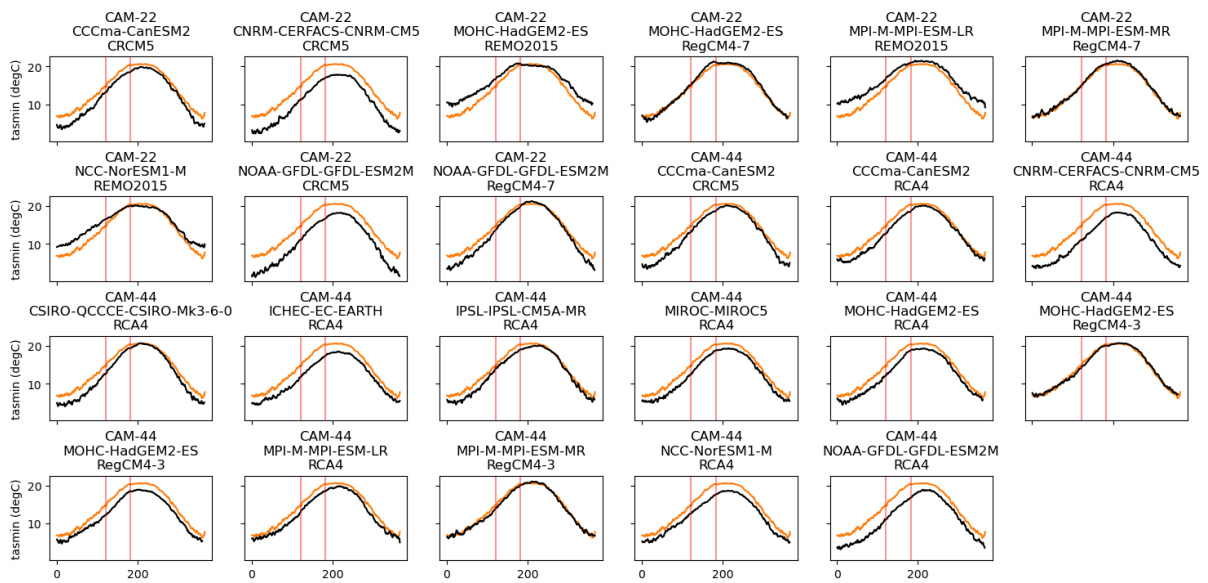 CAM-22
CCCma-CanESM2
CRCM5
CAM-22
CNRM-CERFACS-CNRM-CM5
CRCM5
CAM-22
MOHC-HadGEM2-ES
REMO2015
CAM-22
MOHC-HadGEM2-ES
RegCM4-7
CAM-22
MPI-M-MPI-ESM-LR
REMO2015
CAM-22
MPI-M-MPI-ESM-MR
RegCM4-7
tasmin (degC)
20
10
CAM-22
NCC-NorESM1-M
REMO2015
CAM-22
NOAA-GFDL-GFDL-ESM2M
CRCM5
CAM-22
NOAA-GFDL-GFDL-ESM2M
RegCM4-7
CAM-44
CCCma-CanESM2
CRCM5
CAM-44
CCCma-CanESM2
RCA4
CAM-44
CNRM-CERFACS-CNRM-CM5
RCA4
tasmin (degC)
20
10
CAM-44
CSIRO-QCCCE-CSIRO-Mk3-6-0
RCA4
CAM-44
ICHEC-EC-EARTH
RCA4
CAM-44
IPSL-IPSL-CM5A-MR
RCA4
CAM-44
MIROC-MIROC5
RCA4
CAM-44
MOHC-HadGEM2-ES
RCA4
CAM-44
MOHC-HadGEM2-ES
RegCM4-3
tasmin (degC)
20
10
CAM-44
MOHC-HadGEM2-ES
RegCM4-3
CAM-44
MPI-M-MPI-ESM-LR
RCA4
CAM-44
MPI-M-MPI-ESM-MR
RegCM4-3
CAM-44
NCC-NorESM1-M
RCA4
CAM-44
NOAA-GFDL-GFDL-ESM2M
RCA4
tasmin (degC)
20
10
0
200
0
200
0
200
0
200
0
200